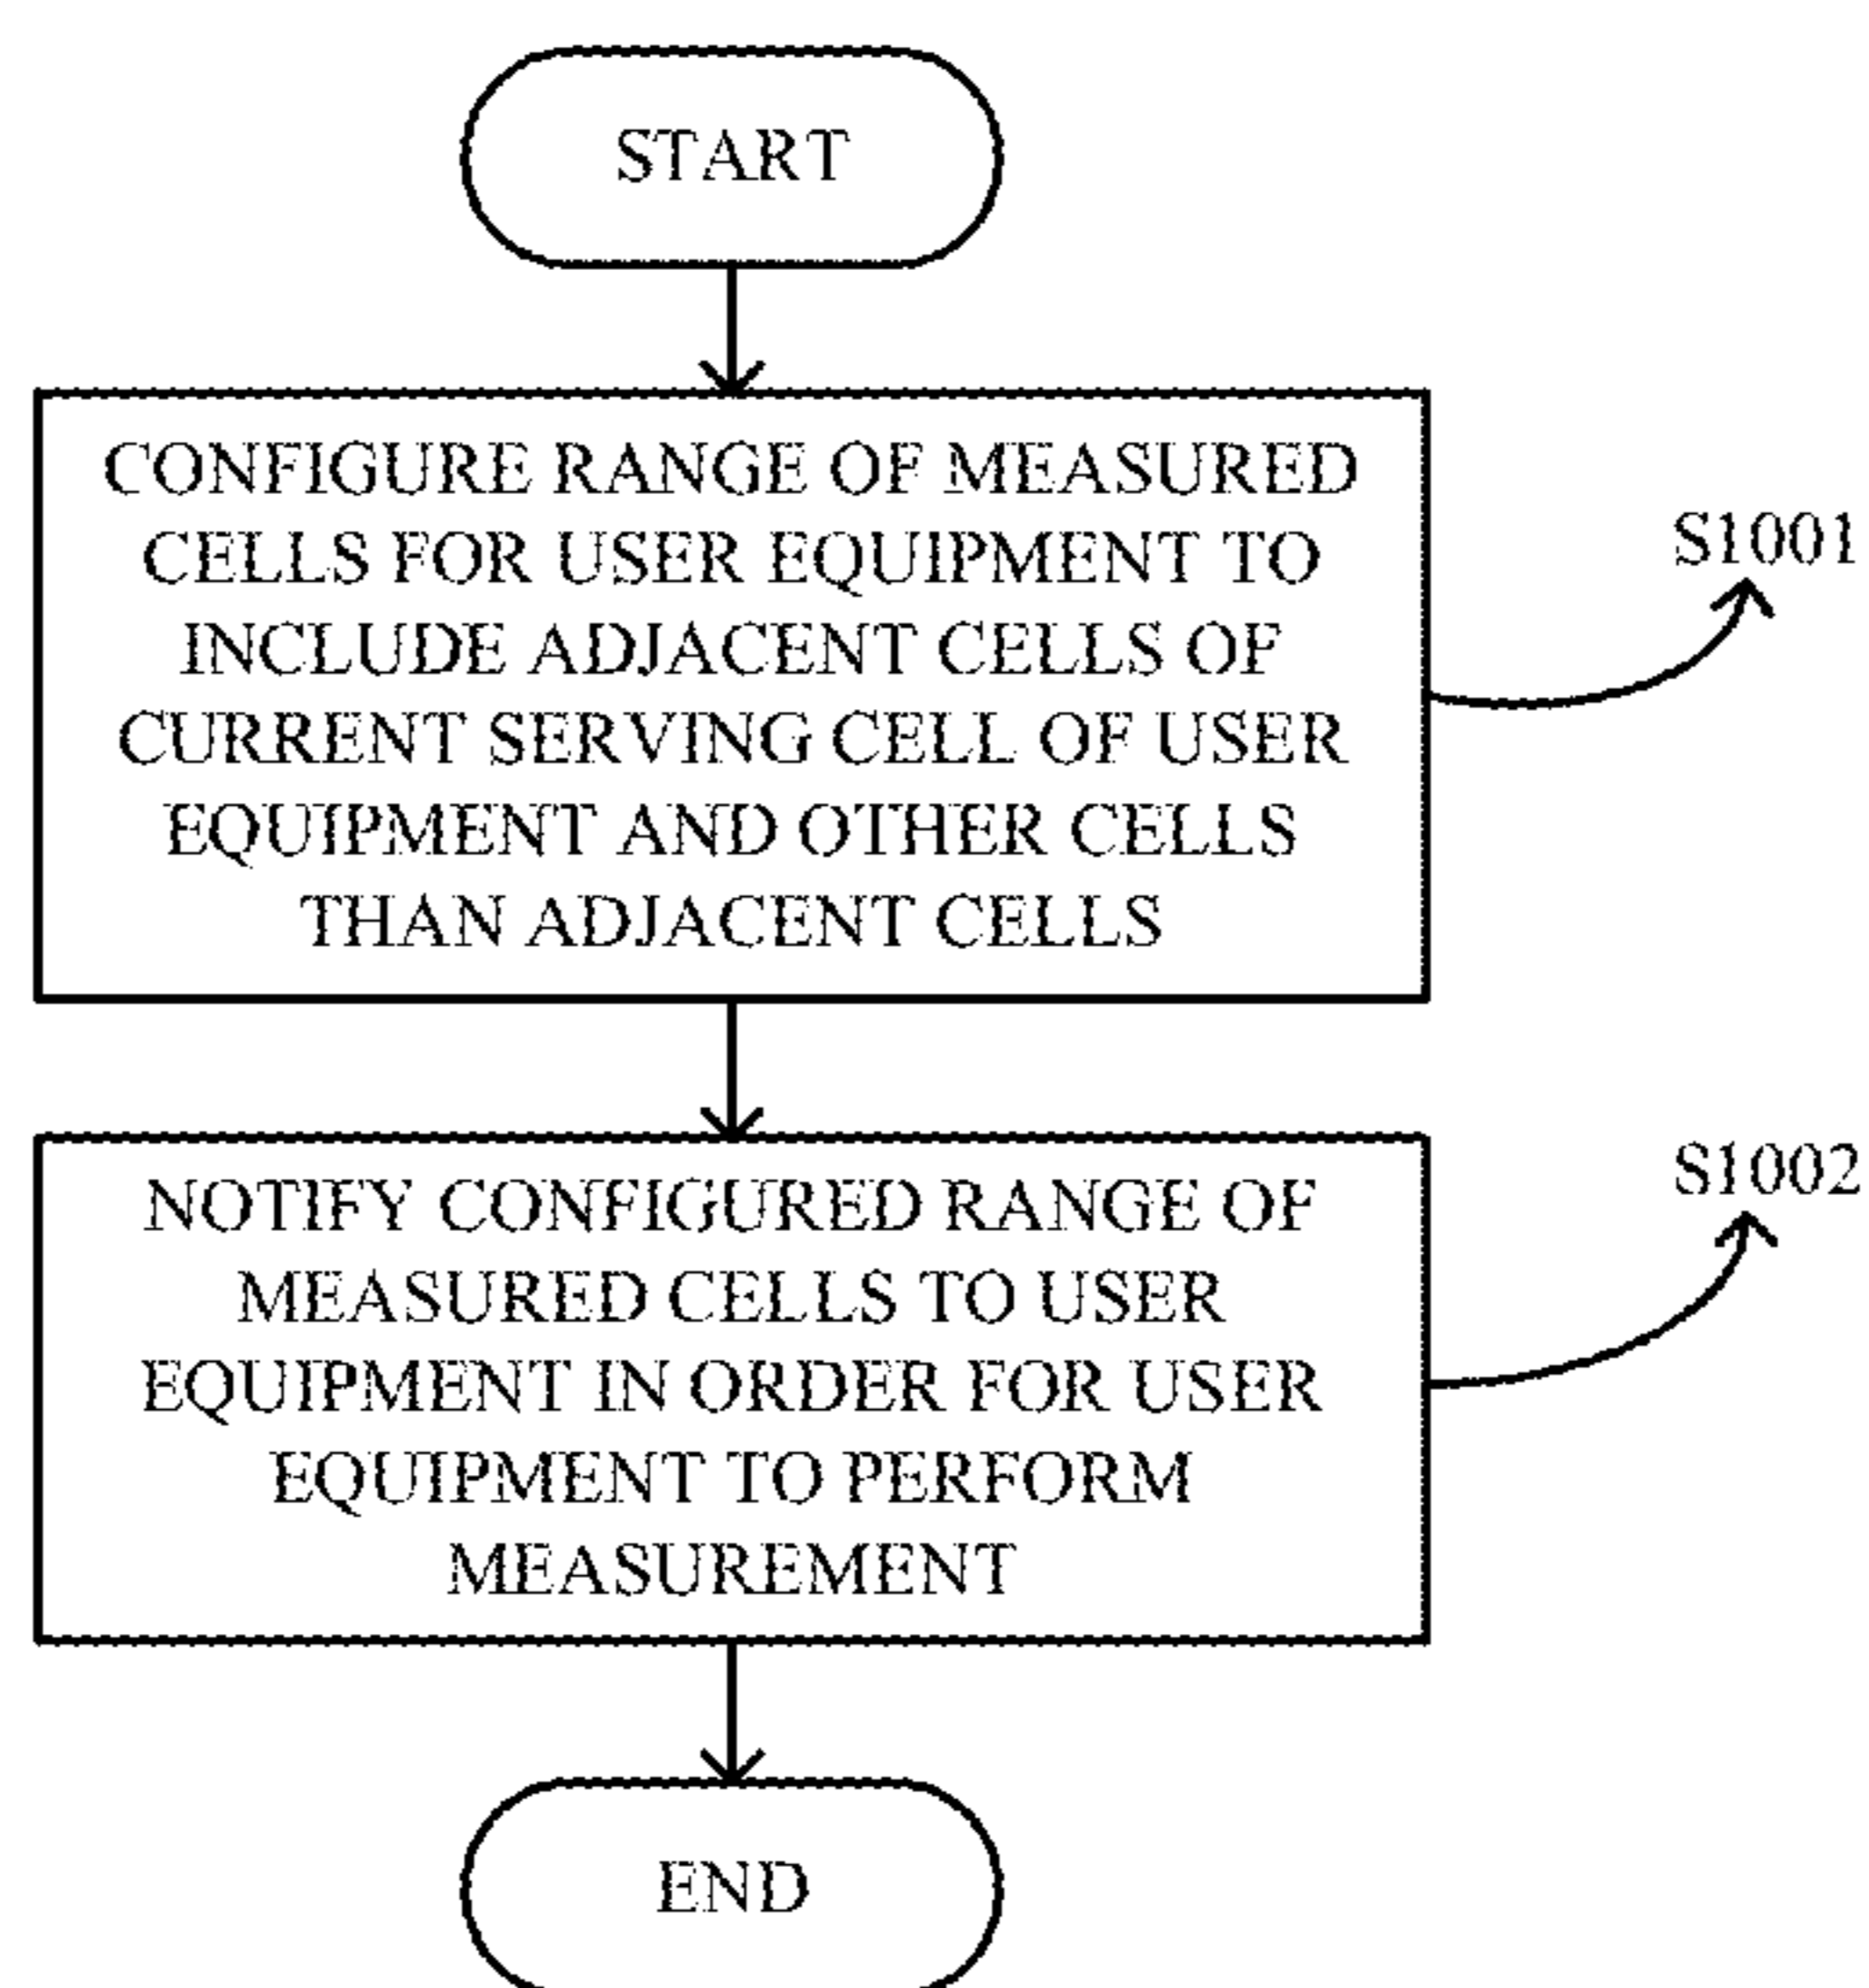 START
CONFIGURE RANGE OF MEASURED
CELLS FOR USER EQUIPMENT TO
INCLUDE ADJACENT CELLS OF
CURRENT SERVING CELL OF USER
EQUIPMENT AND OTHER CELLS
THAN ADJACENT CELLS
S1001
NOTIFY CONFIGURED RANGE OF
MEASURED CELLS TO USER
EQUIPMENT IN ORDER FOR USER
EQUIPMENT TO PERFORM
MEASUREMENT
S1002
END